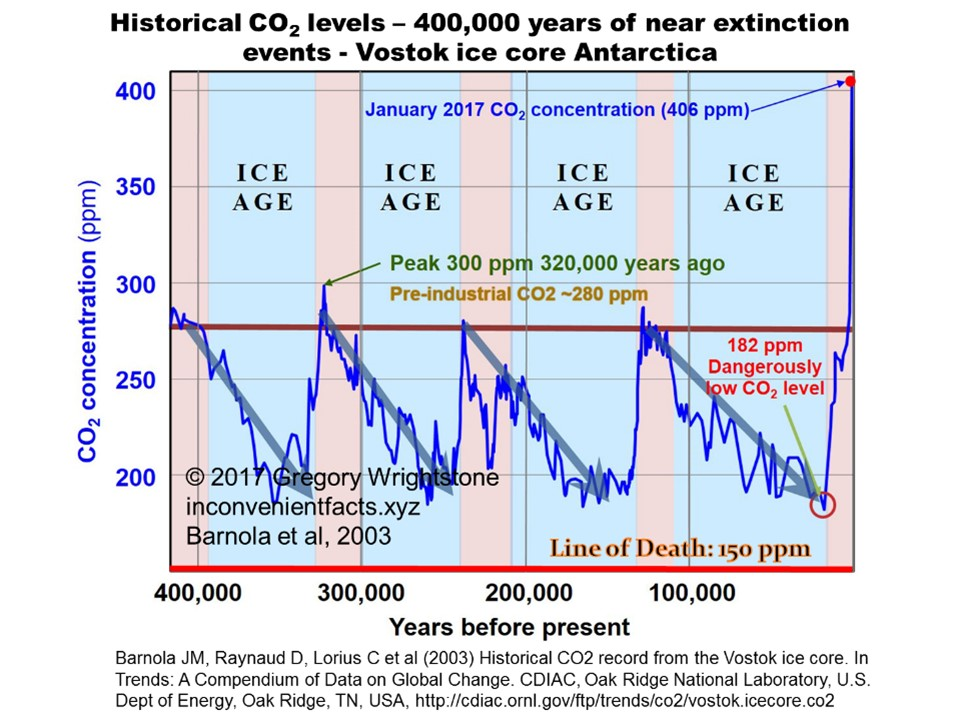 Historical CO₂ levels – 400,000 years of near extinction
events - Vostok ice core Antarctica
400
January 2017 CO₂ concentration (406 ppm)
ICE AGE
ICE AGE
ICE AGE
ICE AGE
350
Peak 300 ppm 320,000 years ago
300
Pre-industrial CO2 ~280 ppm
182 ppm
Dangerously
low CO₂ level
250
CO₂ concentration (ppm)
200
© 2017 Gregory Wrightstone
inconvenientfacts.xyz
Barnola et al, 2003
Line of Death: 150 ppm
400,000
300,000
200,000
100,000
Years before present
Barnola JM, Raynaud D, Lorius C et al (2003) Historical CO2 record from the Vostok ice core. In
Trends: A Compendium of Data on Global Change. CDIAC, Oak Ridge National Laboratory, U.S.
Dept of Energy, Oak Ridge, TN, USA, http://cdiac.ornl.gov/ftp/trends/co2/vostok.icecore.co2